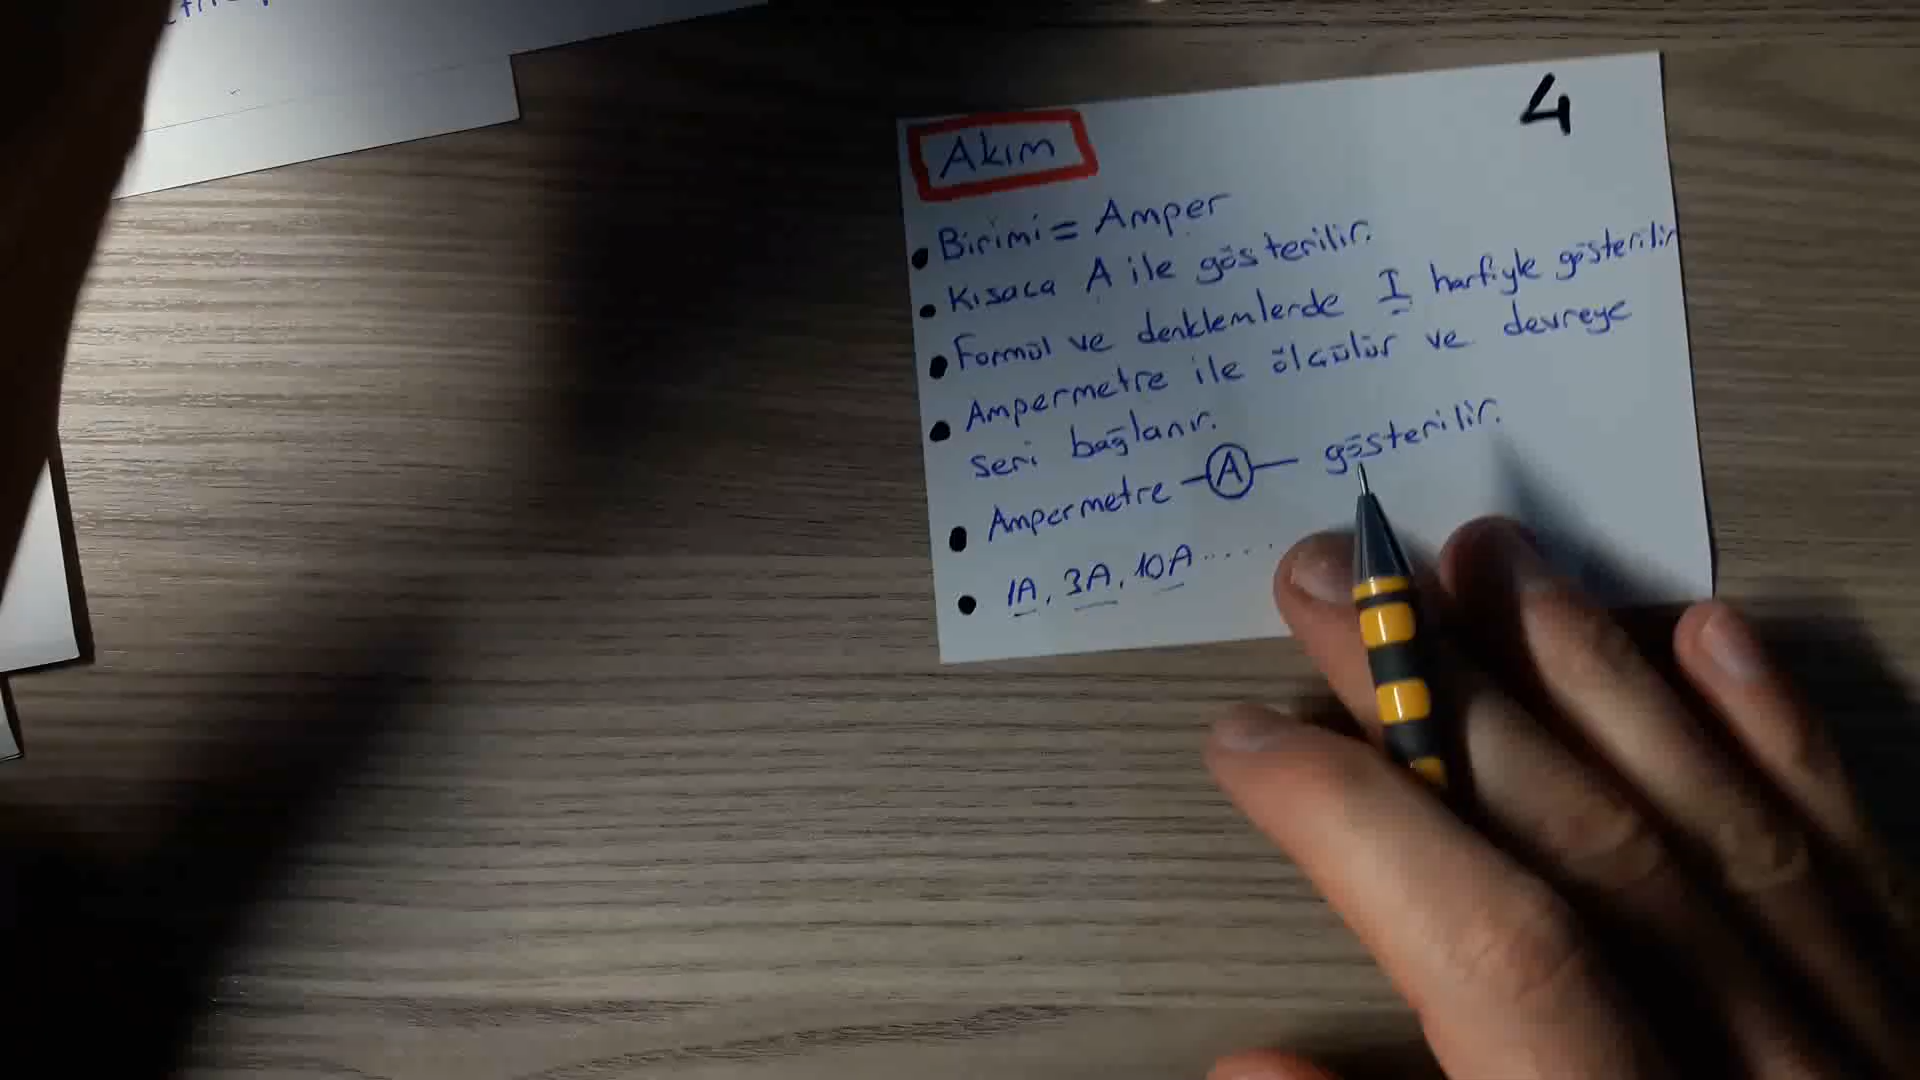 4
Akım
• Birimi = Amper
• Kısaca A ile gösterilir.
• Formül ve denklemlerde I harfiyle gösterilir
• Ampermetre ile ölçülür ve devreye
seri bağlanır.
• Ampermetre -(A)- gösterilir.
• 1A, 3A, 10A.....